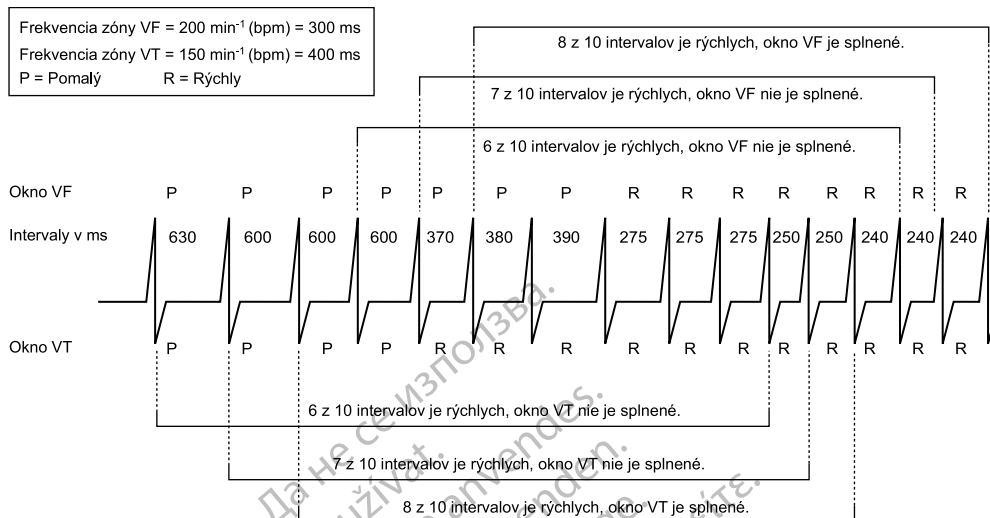 Frekvencia zóny VF = 200 min⁻¹ (bpm) = 300 ms
Frekvencia zóny VT = 150 min⁻¹ (bpm) = 400 ms
P = Pomalý R = Rýchly
8 z 10 intervalov je rýchlych, okno VF je splnené.
7 z 10 intervalov je rýchlych, okno VF nie je splnené.
6 z 10 intervalov je rýchlych, okno VF nie je splnené.
Okno VF P P P P P P P R R R R R R R R
Intervaly v ms 630 600 600 600 370 380 390 275 275 275 250 250 240 240 240
Okno VT P P P P R R R R R R R R R R R
6 z 10 intervalov je rýchlych, okno VT nie je splnené.
7 z 10 intervalov je rýchlych, okno VT nie je splnené.
8 z 10 intervalov je rýchlych, okno VT je splnené.
Да не се използва.